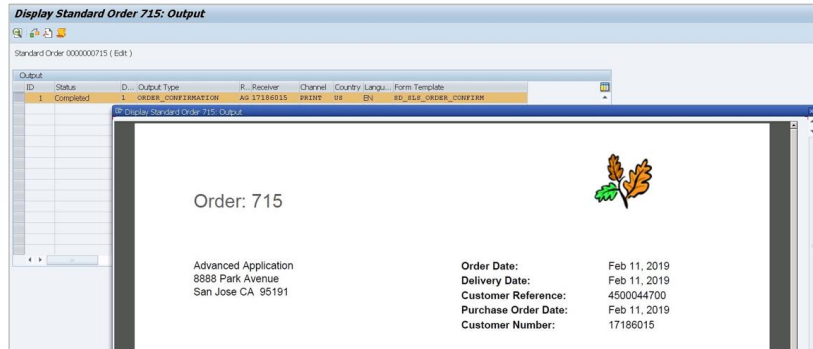 Display Standard Order 715: Output
Standard Order 0000000715 ( Edit )
Output
ID Status D... Output Type R... Receiver Channel Country Langu... Form Template
1 Completed 1 ORDER_CONFIRMATION AG 17186015 PRINT US EN SD_SLS_ORDER_CONFIRM
Display Standard Order 715: Output
Order: 715
Advanced Application
8888 Park Avenue
San Jose CA 95191
Order Date: Feb 11, 2019
Delivery Date: Feb 11, 2019
Customer Reference: 4500044700
Purchase Order Date: Feb 11, 2019
Customer Number: 17186015